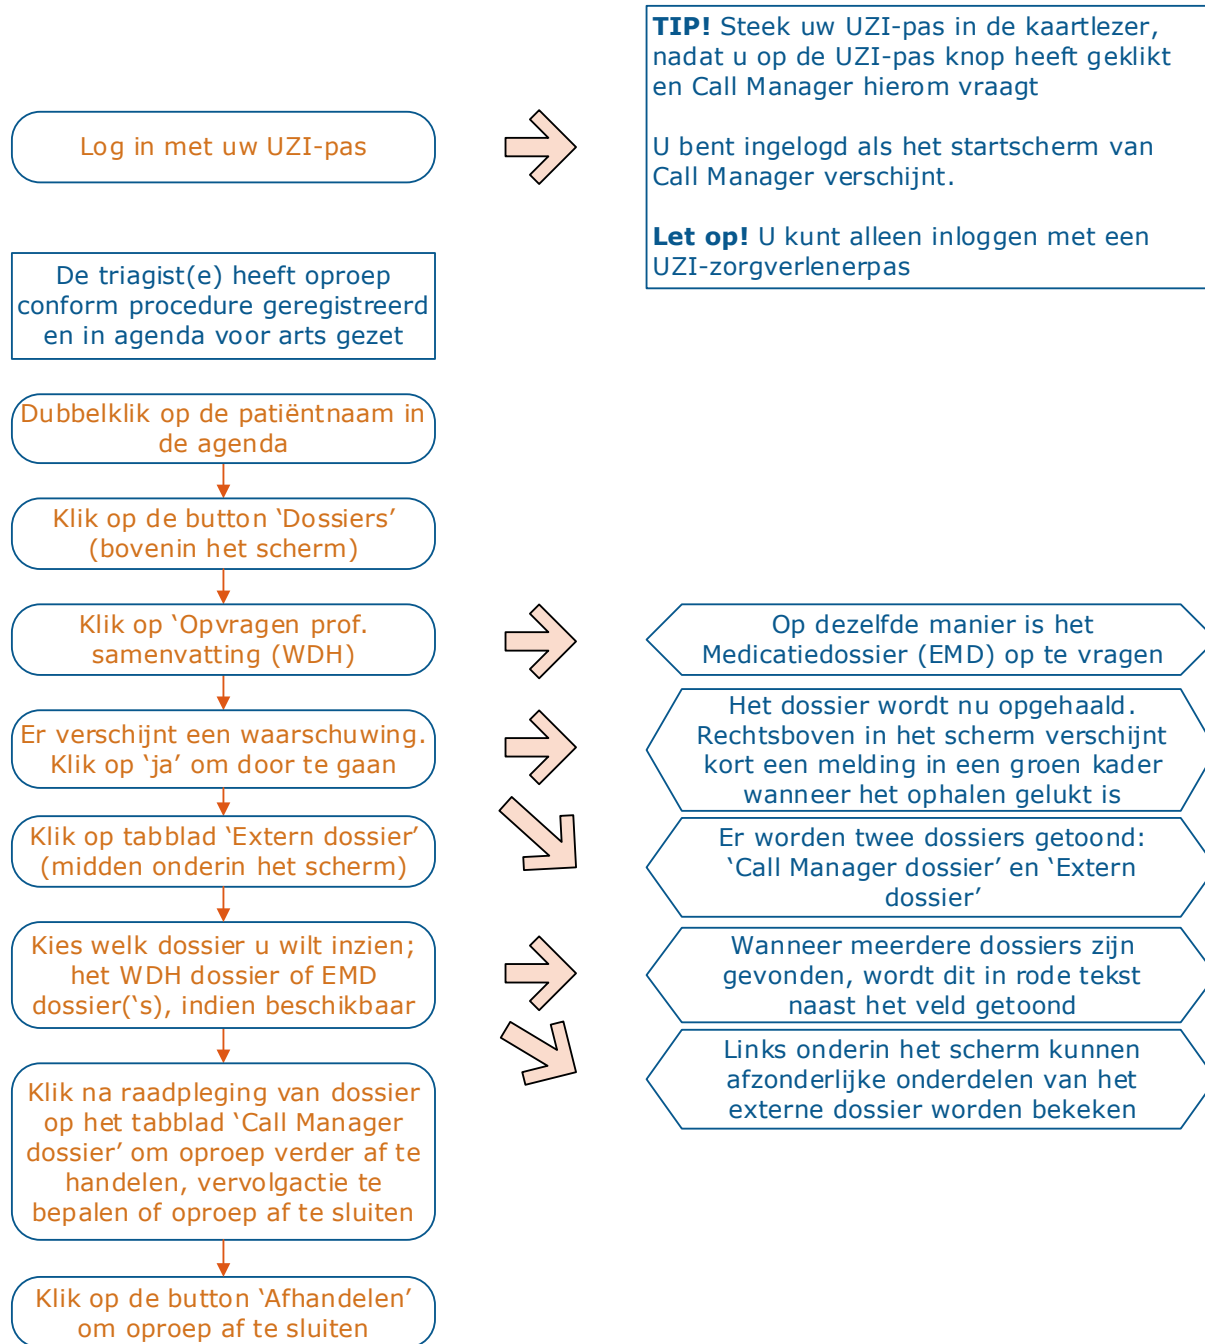 Log in met uw UZI-pas
TIP! Steek uw UZI-pas in de kaartlezer,
nadat u op de UZI-pas knop heeft geklikt
en Call Manager hierom vraagt
U bent ingelogd als het startscherm van
Call Manager verschijnt.
Let op! U kunt alleen inloggen met een
UZI-zorgverlenerpas
De triagist(e) heeft oproep
conform procedure geregistreerd
en in agenda voor arts gezet
Dubbelklik op de patiëntnaam in
de agenda
Klik op de button ‘Dossiers’
(bovenin het scherm)
Klik op ‘Opvragen prof.
samenvatting (WDH)
Op dezelfde manier is het
Medicatiedossier (EMD) op te vragen
Er verschijnt een waarschuwing.
Klik op ‘ja’ om door te gaan
Het dossier wordt nu opgehaald.
Rechtsboven in het scherm verschijnt
kort een melding in een groen kader
wanneer het ophalen gelukt is
Klik op tabblad ‘Extern dossier’
(midden onderin het scherm)
Er worden twee dossiers getoond:
‘Call Manager dossier’ en ‘Extern
dossier’
Kies welk dossier u wilt inzien;
het WDH dossier of EMD
dossier(‘s), indien beschikbaar
Wanneer meerdere dossiers zijn
gevonden, wordt dit in rode tekst
naast het veld getoond
Links onderin het scherm kunnen
afzonderlijke onderdelen van het
externe dossier worden bekeken
Klik na raadpleging van dossier
op het tabblad ‘Call Manager
dossier’ om oproep verder af te
handelen, vervolgactie te
bepalen of oproep af te sluiten
Klik op de button ‘Afhandelen’
om oproep af te sluiten